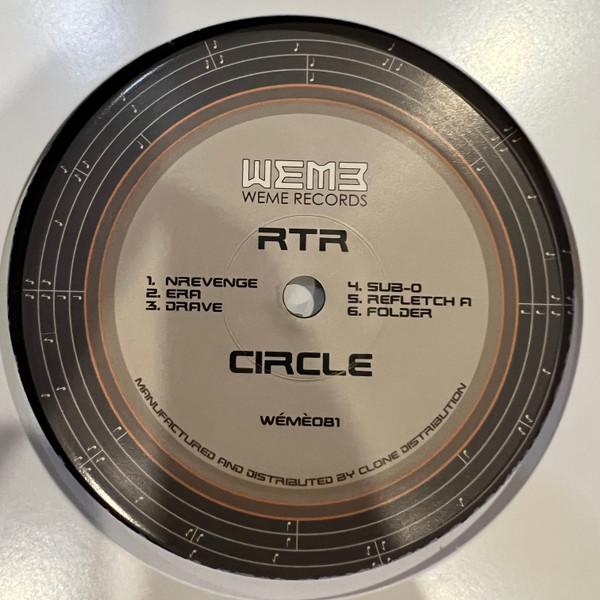 WEME
WEME RECORDS
RTR
1. NREVENGE
2. ERA
3. DRAVE
4. SUB-O
5. REFLETCH A
6. FOLDER
CIRCLE
WÉMÈ081
MANUFACTURED AND DISTRIBUTED BY CLONE DISTRIBUTION